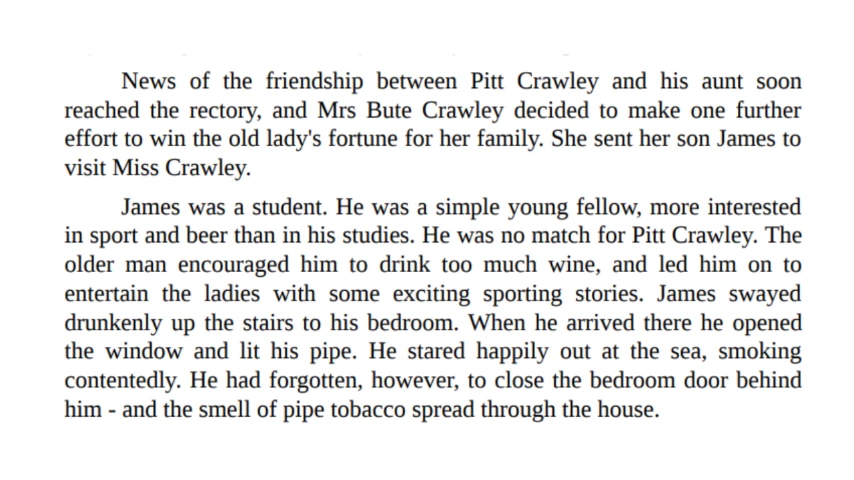 News of the friendship between Pitt Crawley and his aunt soon
reached the rectory, and Mrs Bute Crawley decided to make one further
effort to win the old lady's fortune for her family. She sent her son James to
visit Miss Crawley.
James was a student. He was a simple young fellow, more interested
in sport and beer than in his studies. He was no match for Pitt Crawley. The
older man encouraged him to drink too much wine, and led him on to
entertain the ladies with some exciting sporting stories. James swayed
drunkenly up the stairs to his bedroom. When he arrived there he opened
the window and lit his pipe. He stared happily out at the sea, smoking
contentedly. He had forgotten, however, to close the bedroom door behind
him - and the smell of pipe tobacco spread through the house.